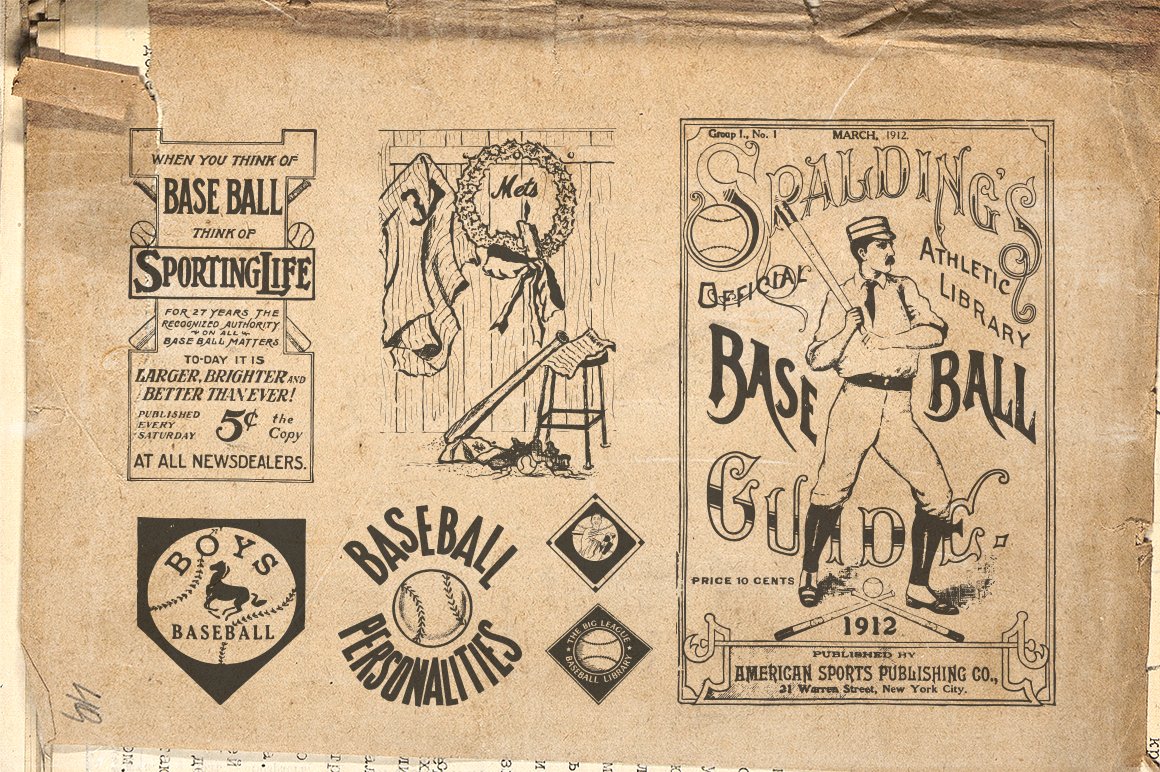 WHEN YOU THINK OF
BASE BALL
THINK OF
SPORTING LIFE
FOR 27 YEARS THE
RECOGNIZED AUTHORITY
ON ALL
BASE BALL MATTERS
TO-DAY IT IS
LARGER, BRIGHTER AND
BETTER THAN EVER!
PUBLISHED
EVERY
SATURDAY
5¢
the
Copy
AT ALL NEWSDEALERS.
31
Mets
NY
Group I., No. 1
MARCH, 1912.
SPALDING'S
OFFICIAL
ATHLETIC
LIBRARY
BASE BALL
GUIDE.
PRICE 10 CENTS
1912
PUBLISHED BY
AMERICAN SPORTS PUBLISHING CO.,
21 Warren Street, New York City.
BOYS
BASEBALL
BASEBALL
PERSONALITIES
THE BIG LEAGUE
BASEBALL LIBRARY